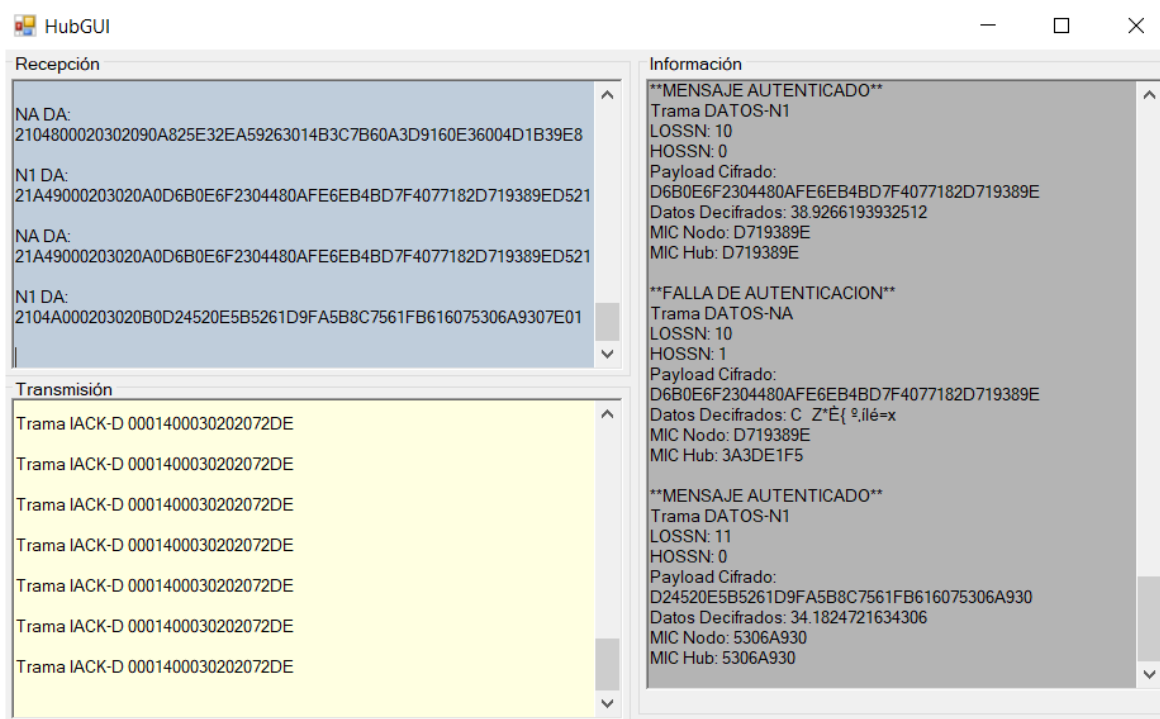 HubGUI
Recepción
NA DA:
2104800020302090A825E32EA59263014B3C7B60A3D9160E36004D1B39E8
N1 DA:
21A49000203020A0D6B0E6F2304480AFE6EB4BD7F4077182D719389ED521
NA DA:
21A49000203020A0D6B0E6F2304480AFE6EB4BD7F4077182D719389ED521
N1 DA:
2104A000203020B0D24520E5B5261D9FA5B8C7561FB616075306A9307E01
Transmisión
Trama IACK-D 0001400030202072DE
Trama IACK-D 0001400030202072DE
Trama IACK-D 0001400030202072DE
Trama IACK-D 0001400030202072DE
Trama IACK-D 0001400030202072DE
Trama IACK-D 0001400030202072DE
Trama IACK-D 0001400030202072DE
Información
**MENSAJE AUTENTICADO**
Trama DATOS-N1
LOSSN: 10
HOSSN: 0
Payload Cifrado:
D6B0E6F2304480AFE6EB4BD7F4077182D719389E
Datos Decifrados: 38.9266193932512
MIC Nodo: D719389E
MIC Hub: D719389E
**FALLA DE AUTENTICACION**
Trama DATOS-NA
LOSSN: 10
HOSSN: 1
Payload Cifrado:
D6B0E6F2304480AFE6EB4BD7F4077182D719389E
Datos Decifrados: C  Z*È{ º,ílé=x
MIC Nodo: D719389E
MIC Hub: 3A3DE1F5
**MENSAJE AUTENTICADO**
Trama DATOS-N1
LOSSN: 11
HOSSN: 0
Payload Cifrado:
D24520E5B5261D9FA5B8C7561FB616075306A930
Datos Decifrados: 34.1824721634306
MIC Nodo: 5306A930
MIC Hub: 5306A930